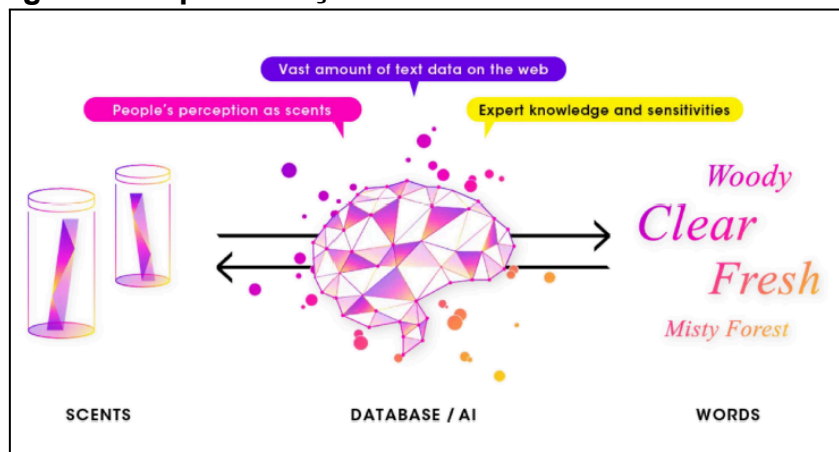 Vast amount of text data on the web
People's perception as scents
Expert knowledge and sensitivities
Woody
Clear
Fresh
Misty Forest
SCENTS
DATABASE / AI
WORDS